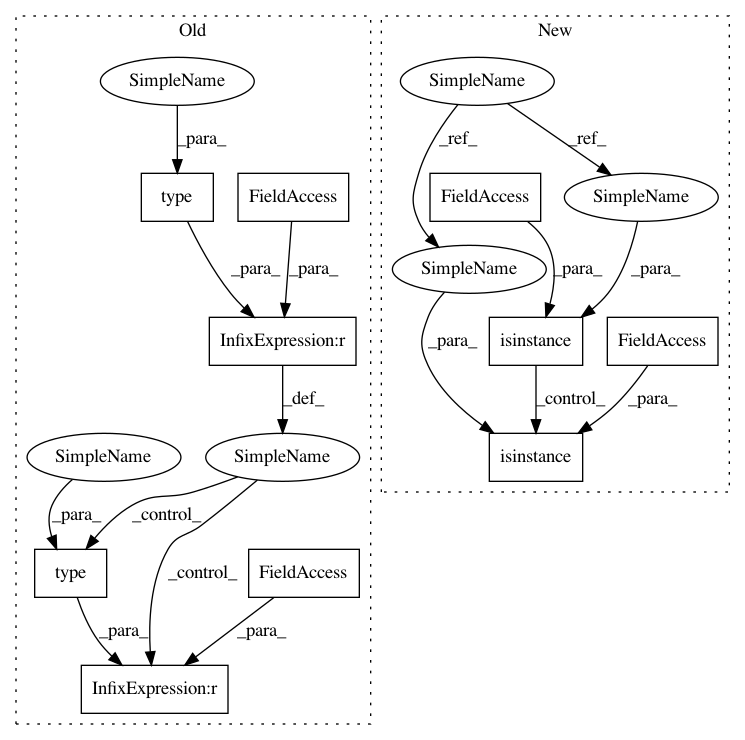 Old
New
SimpleName
SimpleName
_para_
_ref_
_ref_
type
FieldAccess
FieldAccess
SimpleName
SimpleName
_para_
_para_
_para_
_para_
InfixExpression:r
isinstance
FieldAccess
_para_
_def_
_control_
_para_
SimpleName
SimpleName
isinstance
_para_
_control_
type
_control_
FieldAccess
_para_
_para_
InfixExpression:r